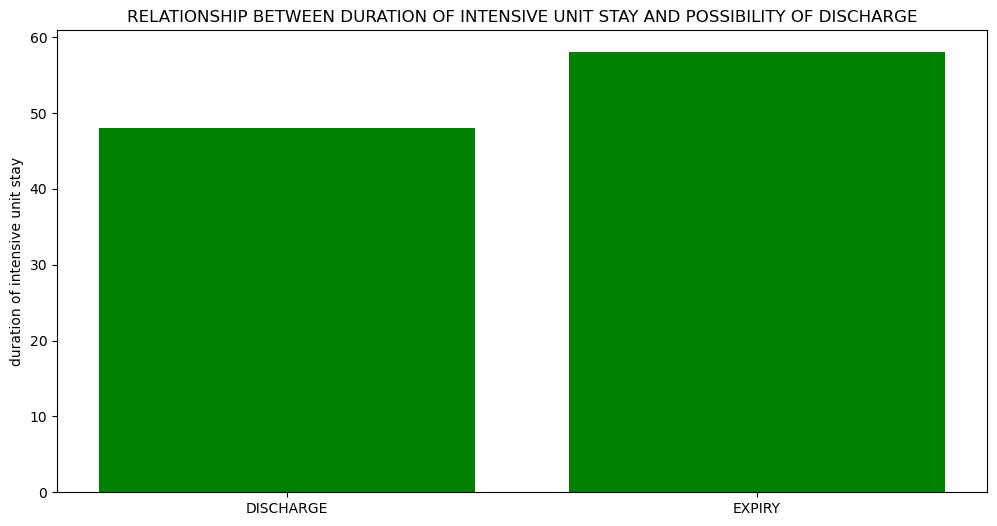 RELATIONSHIP BETWEEN DURATION OF INTENSIVE UNIT STAY AND POSSIBILITY OF DISCHARGE
duration of intensive unit stay
60
50
40
30
20
10
0
DISCHARGE
EXPIRY